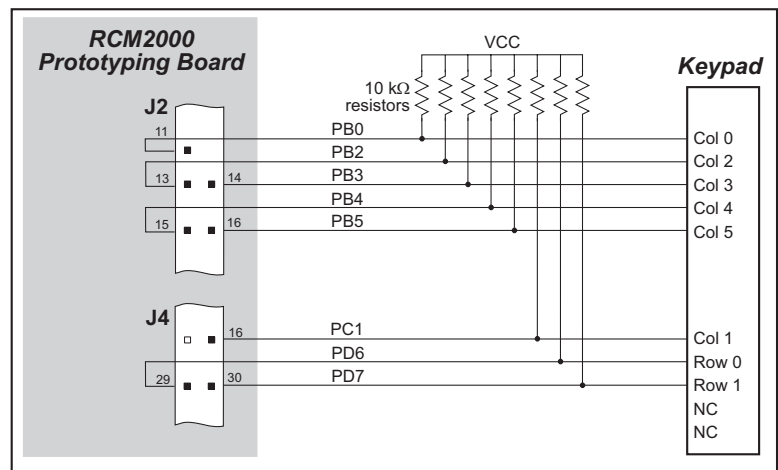 RCM2000
Prototyping Board
VCC
Keypad
10 kΩ
resistors
J2
11
PB0
Col 0
PB2
Col 2
13
14
PB3
Col 3
PB4
Col 4
15
16
PB5
Col 5
J4
16
PC1
Col 1
PD6
Row 0
29
30
PD7
Row 1
NC
NC